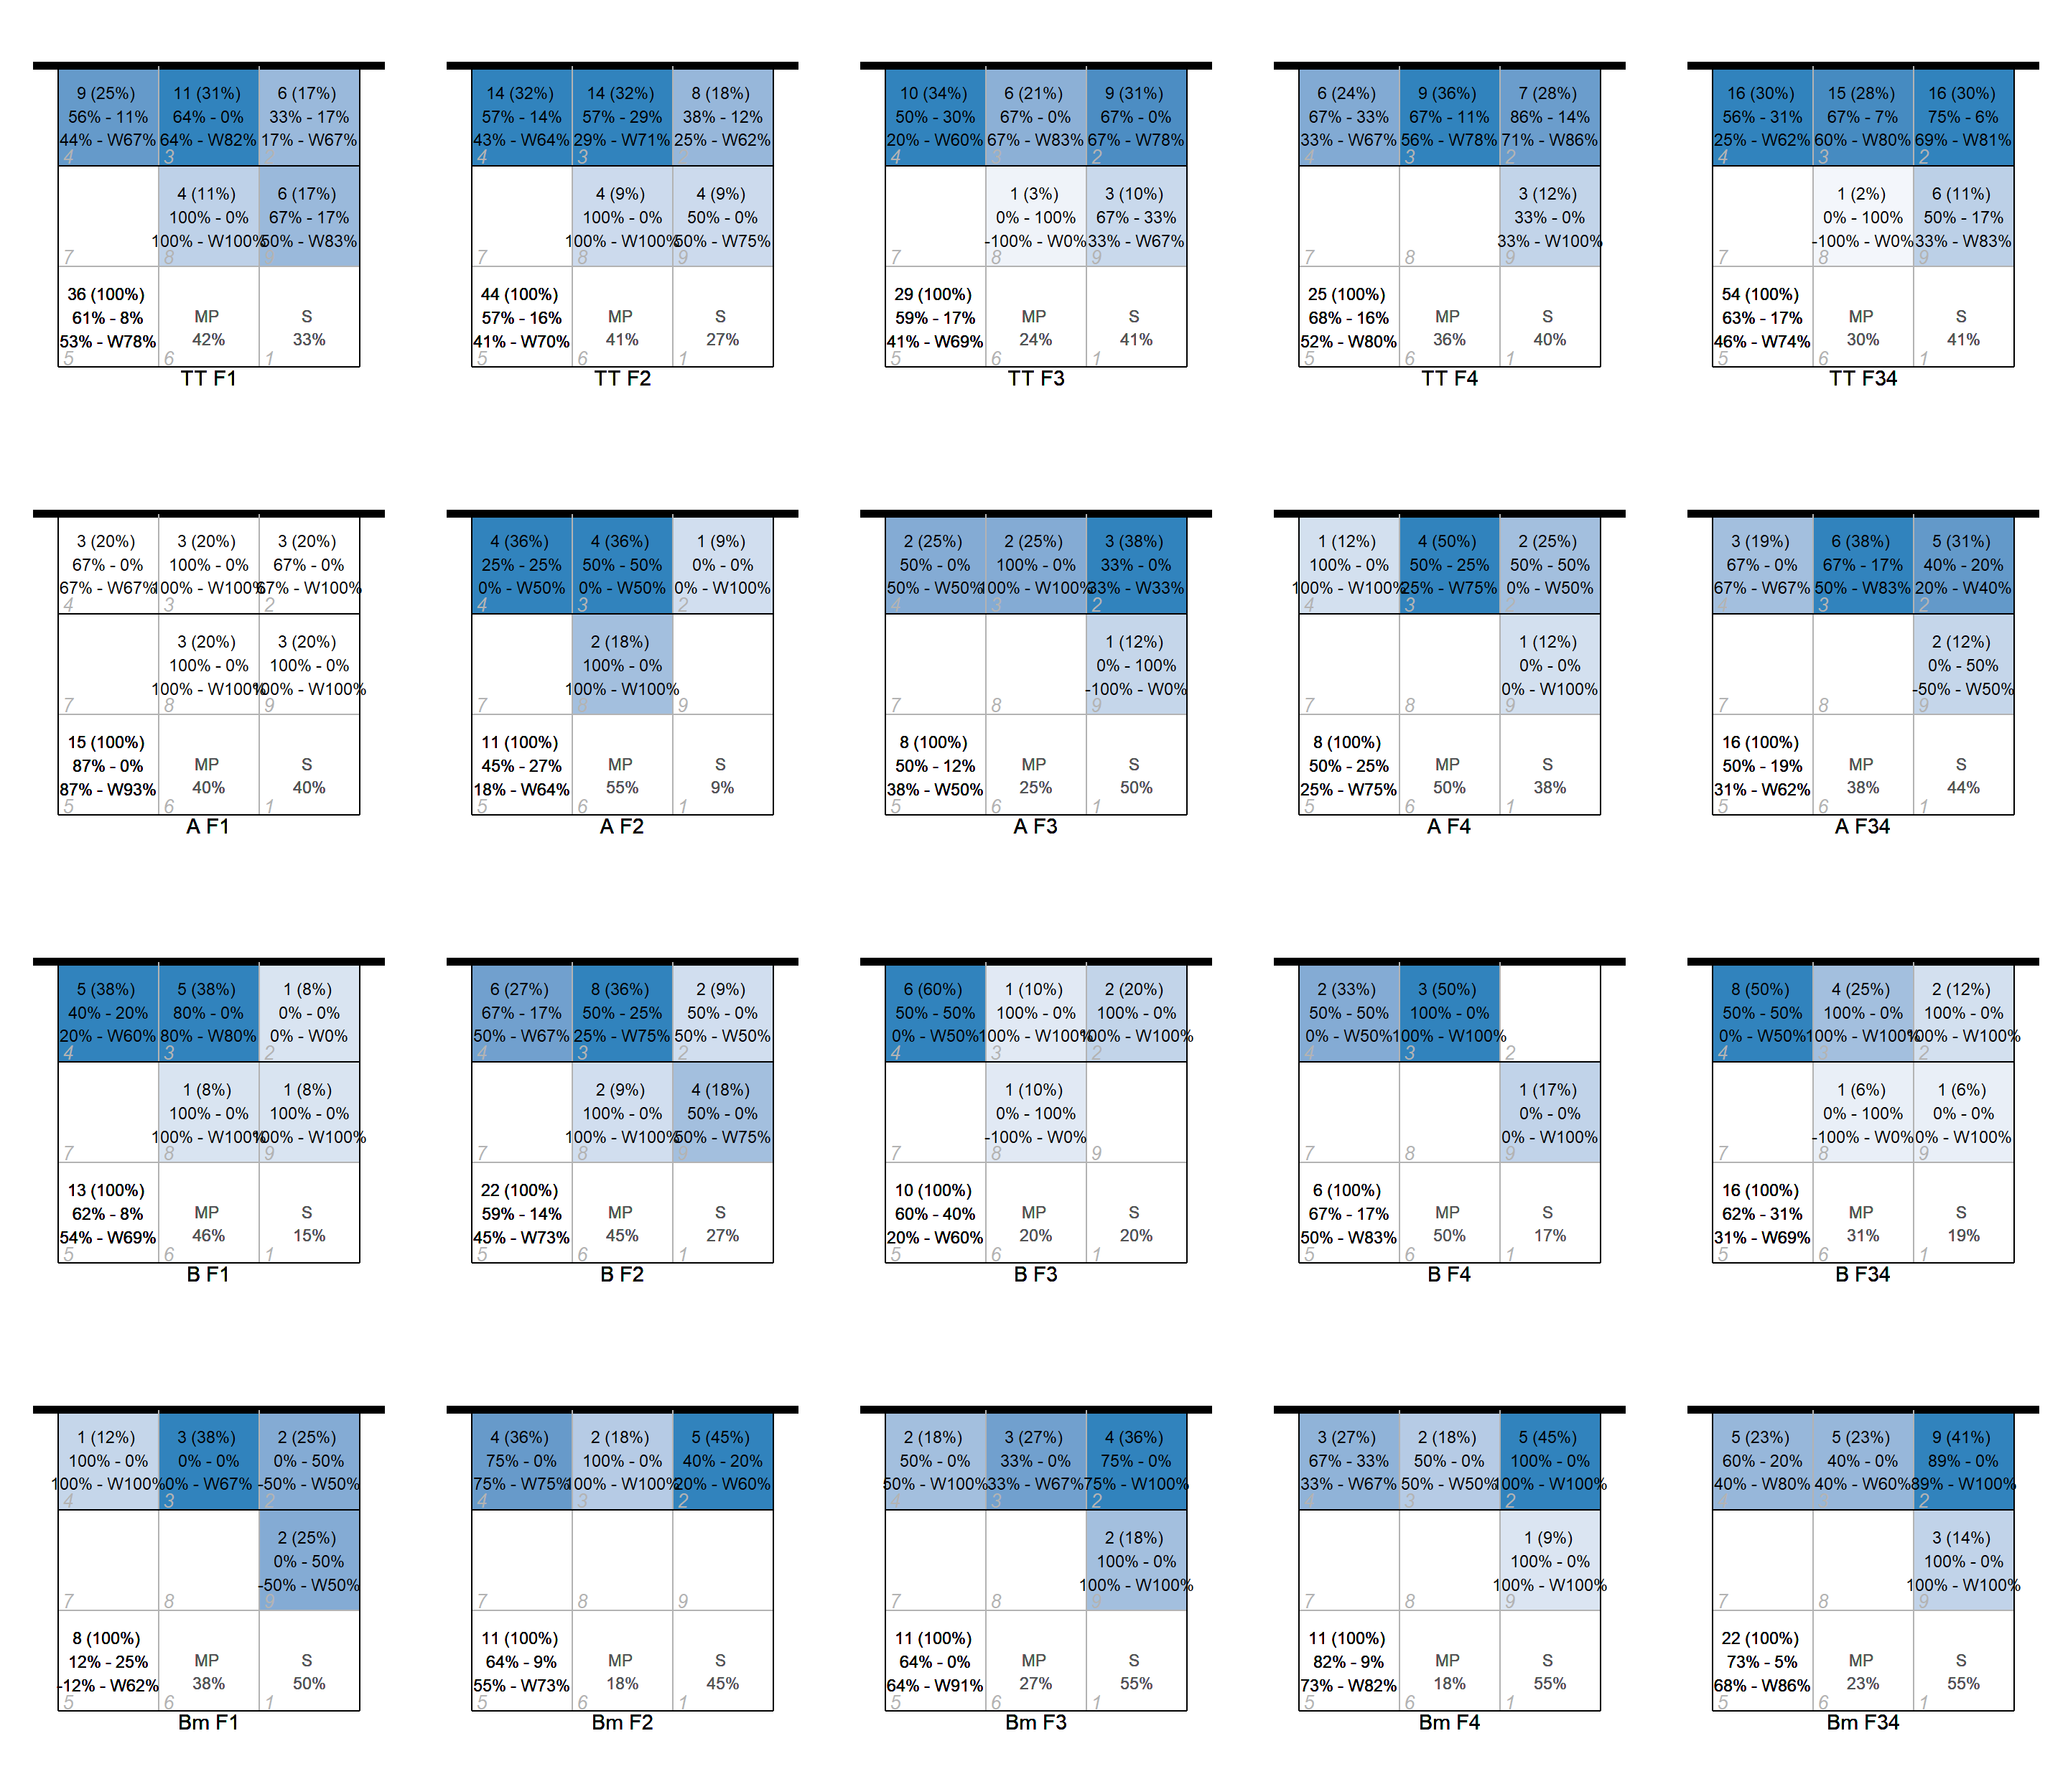 9 (25%)
56% - 11%
44% - W67%
4
11 (31%)
64% - 0%
64% - W82%
3
6 (17%)
33% - 17%
17% - W67%
7
4 (11%)
100% - 0%
100% - W100%
8
6 (17%)
67% - 17%
50% - W83%
36 (100%)
61% - 8%
53% - W78%
5
MP
42%
6
S
33%
1
TT F1
14 (32%)
57% - 14%
43% - W64%
4
14 (32%)
57% - 29%
29% - W71%
3
8 (18%)
38% - 12%
25% - W62%
7
4 (9%)
100% - 0%
100% - W100%
8
4 (9%)
50% - 0%
50% - W75%
9
44 (100%)
57% - 16%
41% - W70%
5
MP
41%
6
S
27%
1
TT F2
10 (34%)
50% - 30%
20% - W60%
4
6 (21%)
67% - 0%
67% - W83%
9 (31%)
67% - 0%
67% - W78%
2
7
1 (3%)
0% - 100%
-100% - W0%
8
3 (10%)
67% - 33%
33% - W67%
9
29 (100%)
59% - 17%
41% - W69%
5
MP
24%
6
S
41%
1
TT F3
6 (24%)
67% - 33%
33% - W67%
4
9 (36%)
67% - 11%
56% - W78%
3
7 (28%)
86% - 14%
71% - W86%
2
7
8
3 (12%)
33% - 0%
33% - W100%
9
25 (100%)
68% - 16%
52% - W80%
5
MP
36%
6
S
40%
1
TT F4
16 (30%)
56% - 31%
25% - W62%
4
15 (28%)
67% - 7%
60% - W80%
3
16 (30%)
75% - 6%
69% - W81%
2
7
1 (2%)
0% - 100%
-100% - W0%
8
6 (11%)
50% - 17%
33% - W83%
9
54 (100%)
63% - 17%
46% - W74%
5
MP
30%
6
S
41%
1
TT F34
3 (20%)
67% - 0%
67% - W67%
4
3 (20%)
100% - 0%
100% - W100%
3
3 (20%)
67% - 0%
67% - W100%
2
7
3 (20%)
100% - 0%
100% - W100%
8
3 (20%)
100% - 0%
100% - W100%
9
15 (100%)
87% - 0%
87% - W93%
5
MP
40%
6
S
40%
1
A F1
4 (36%)
25% - 25%
0% - W50%
4
4 (36%)
50% - 50%
0% - W50%
3
1 (9%)
0% - 0%
0% - W100%
2
7
2 (18%)
100% - 0%
100% - W100%
9
11 (100%)
45% - 27%
18% - W64%
5
MP
55%
6
S
9%
1
A F2
2 (25%)
50% - 0%
50% - W50%
2 (25%)
100% - 0%
100% - W100%
3 (38%)
33% - 0%
33% - W33%
2
7
8
1 (12%)
0% - 100%
-100% - W0%
9
8 (100%)
50% - 12%
38% - W50%
5
MP
25%
6
S
50%
1
A F3
1 (12%)
100% - 0%
100% - W100%
4
4 (50%)
50% - 25%
25% - W75%
3
2 (25%)
50% - 50%
0% - W50%
7
8
1 (12%)
0% - 0%
0% - W100%
9
8 (100%)
50% - 25%
25% - W75%
5
MP
50%
6
S
38%
1
A F4
3 (19%)
67% - 0%
67% - W67%
6 (38%)
67% - 17%
50% - W83%
3
5 (31%)
40% - 20%
20% - W40%
2
7
8
2 (12%)
0% - 50%
-50% - W50%
9
16 (100%)
50% - 19%
31% - W62%
5
MP
38%
6
S
44%
1
A F34
5 (38%)
40% - 20%
20% - W60%
4
5 (38%)
80% - 0%
80% - W80%
3
1 (8%)
0% - 0%
0% - W0%
2
7
1 (8%)
100% - 0%
100% - W100%
8
1 (8%)
100% - 0%
100% - W100%
9
13 (100%)
62% - 8%
54% - W69%
5
MP
46%
6
S
15%
1
B F1
6 (27%)
67% - 17%
50% - W67%
4
8 (36%)
50% - 25%
25% - W75%
3
2 (9%)
50% - 0%
50% - W50%
2
7
2 (9%)
100% - 0%
100% - W100%
8
4 (18%)
50% - 0%
50% - W75%
22 (100%)
59% - 14%
45% - W73%
5
MP
45%
6
S
27%
1
B F2
6 (60%)
50% - 50%
0% - W50%
4
1 (10%)
100% - 0%
100% - W100%
3
2 (20%)
100% - 0%
100% - W100%
2
7
1 (10%)
0% - 100%
-100% - W0%
8
9
10 (100%)
60% - 40%
20% - W60%
5
MP
20%
6
S
20%
1
B F3
2 (33%)
50% - 50%
0% - W50%
4
3 (50%)
100% - 0%
100% - W100%
3
2
7
8
1 (17%)
0% - 0%
0% - W100%
9
6 (100%)
67% - 17%
50% - W83%
5
MP
50%
6
S
17%
1
B F4
8 (50%)
50% - 50%
0% - W50%
4
4 (25%)
100% - 0%
100% - W100%
2 (12%)
100% - 0%
100% - W100%
2
7
1 (6%)
0% - 100%
-100% - W0%
8
1 (6%)
0% - 0%
0% - W100%
9
16 (100%)
62% - 31%
31% - W69%
5
MP
31%
6
S
19%
1
B F34
1 (12%)
100% - 0%
100% - W100%
4
3 (38%)
0% - 0%
0% - W67%
3
2 (25%)
0% - 50%
-50% - W50%
7
8
2 (25%)
0% - 50%
-50% - W50%
9
8 (100%)
12% - 25%
-12% - W62%
5
MP
38%
6
S
50%
1
Bm F1
4 (36%)
75% - 0%
75% - W75%
4
2 (18%)
100% - 0%
100% - W100%
3
5 (45%)
40% - 20%
20% - W60%
2
7
8
9
11 (100%)
64% - 9%
55% - W73%
5
MP
18%
6
S
45%
1
Bm F2
2 (18%)
50% - 0%
50% - W100%
4
3 (27%)
33% - 0%
33% - W67%
4 (36%)
75% - 0%
75% - W100%
2
7
8
2 (18%)
100% - 0%
100% - W100%
9
11 (100%)
64% - 0%
64% - W91%
5
MP
27%
6
S
55%
1
Bm F3
3 (27%)
67% - 33%
33% - W67%
4
2 (18%)
50% - 0%
50% - W50%
3
5 (45%)
100% - 0%
100% - W100%
2
7
8
1 (9%)
100% - 0%
100% - W100%
9
11 (100%)
82% - 9%
73% - W82%
5
MP
18%
6
S
55%
1
Bm F4
5 (23%)
60% - 20%
40% - W80%
5 (23%)
40% - 0%
40% - W60%
9 (41%)
89% - 0%
89% - W100%
2
7
8
3 (14%)
100% - 0%
100% - W100%
9
22 (100%)
73% - 5%
68% - W86%
5
MP
23%
6
S
55%
1
Bm F34